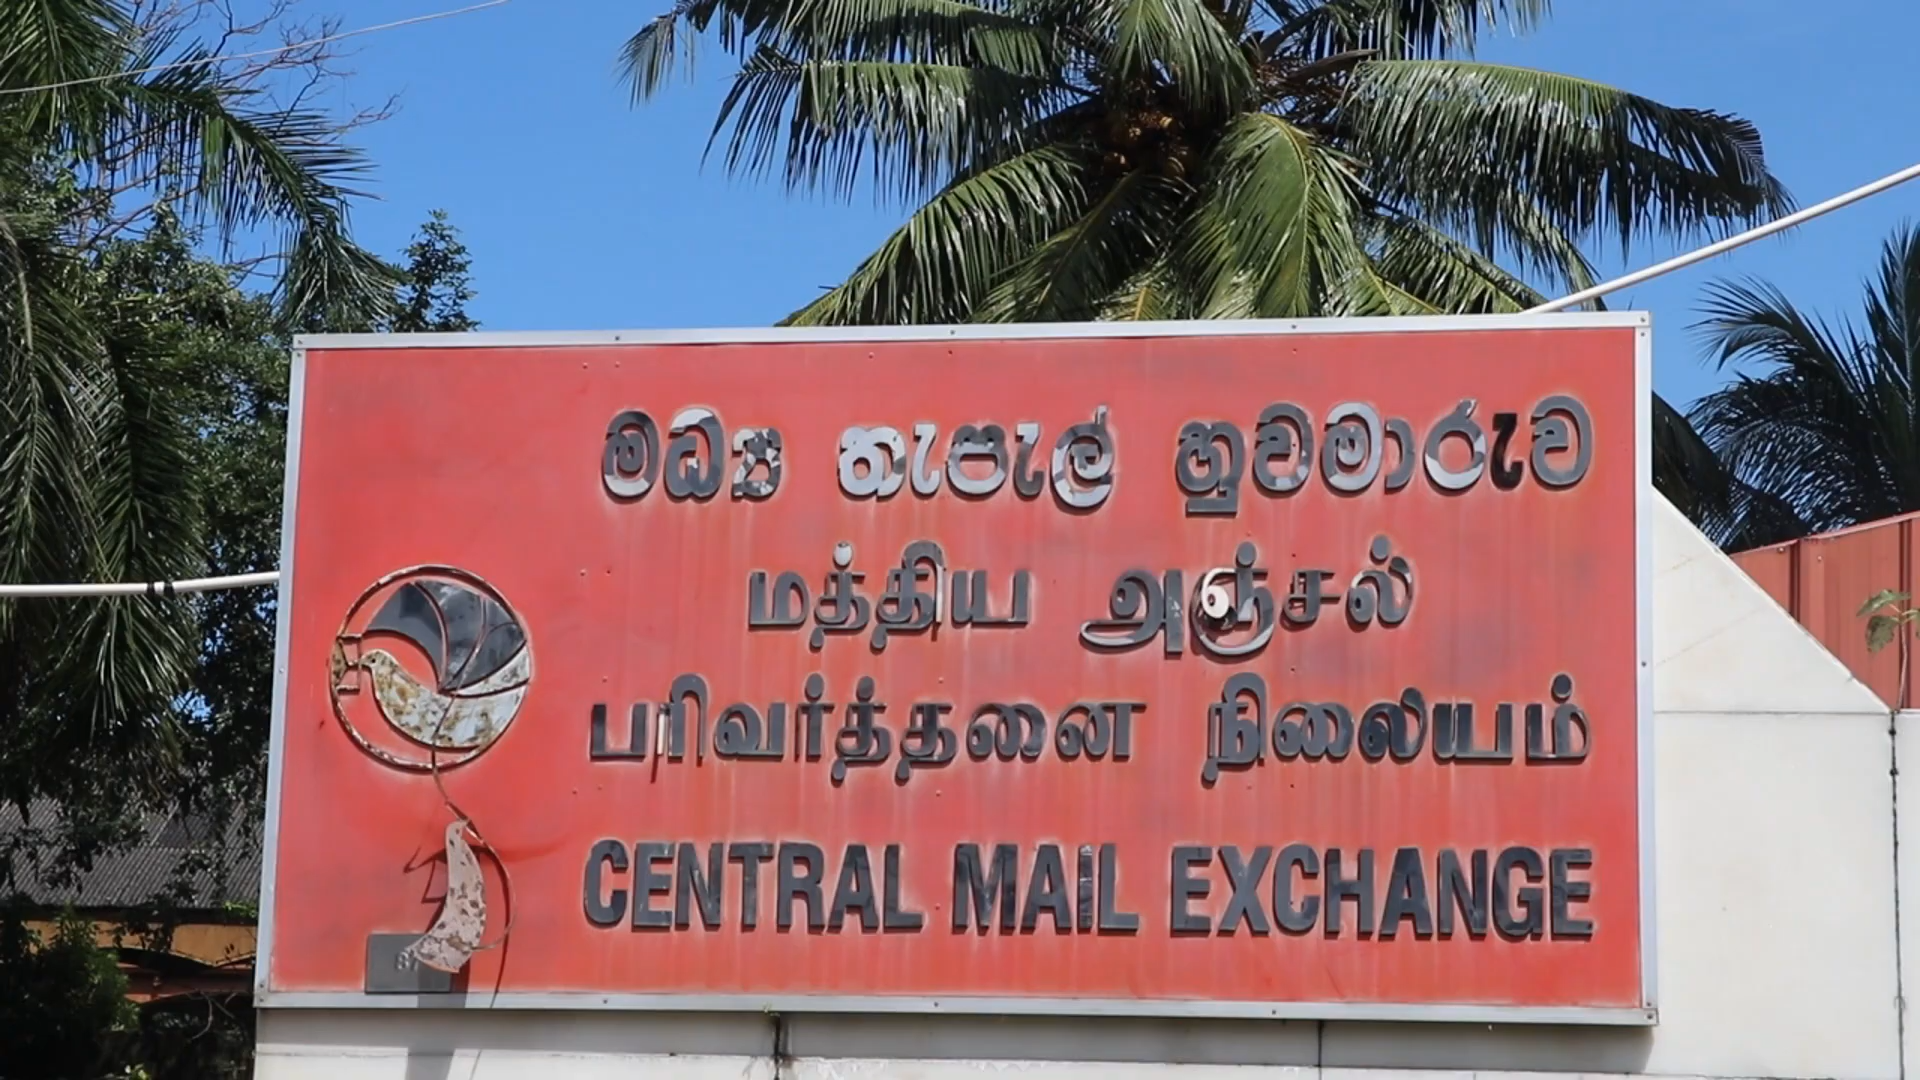 මධ්‍ය තැපැල් හුවමාරුව
மத்திய அஞ்சல்
பரிவர்த்தனை நிலையம்
CENTRAL MAIL EXCHANGE